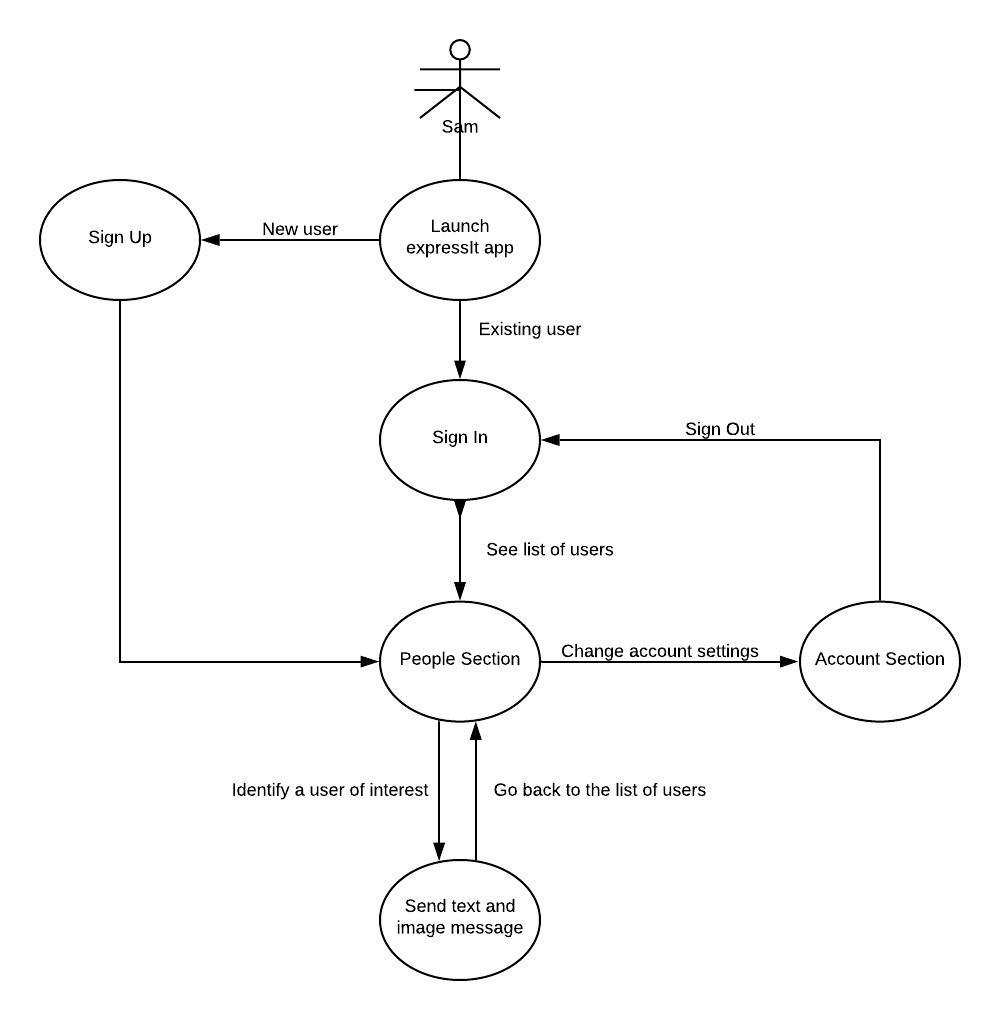 Sam
Launch
expressIt app
New user
Sign Up
Existing user
Sign In
Sign Out
See list of users
People Section
Change account settings
Account Section
Identify a user of interest
Go back to the list of users
Send text and
image message